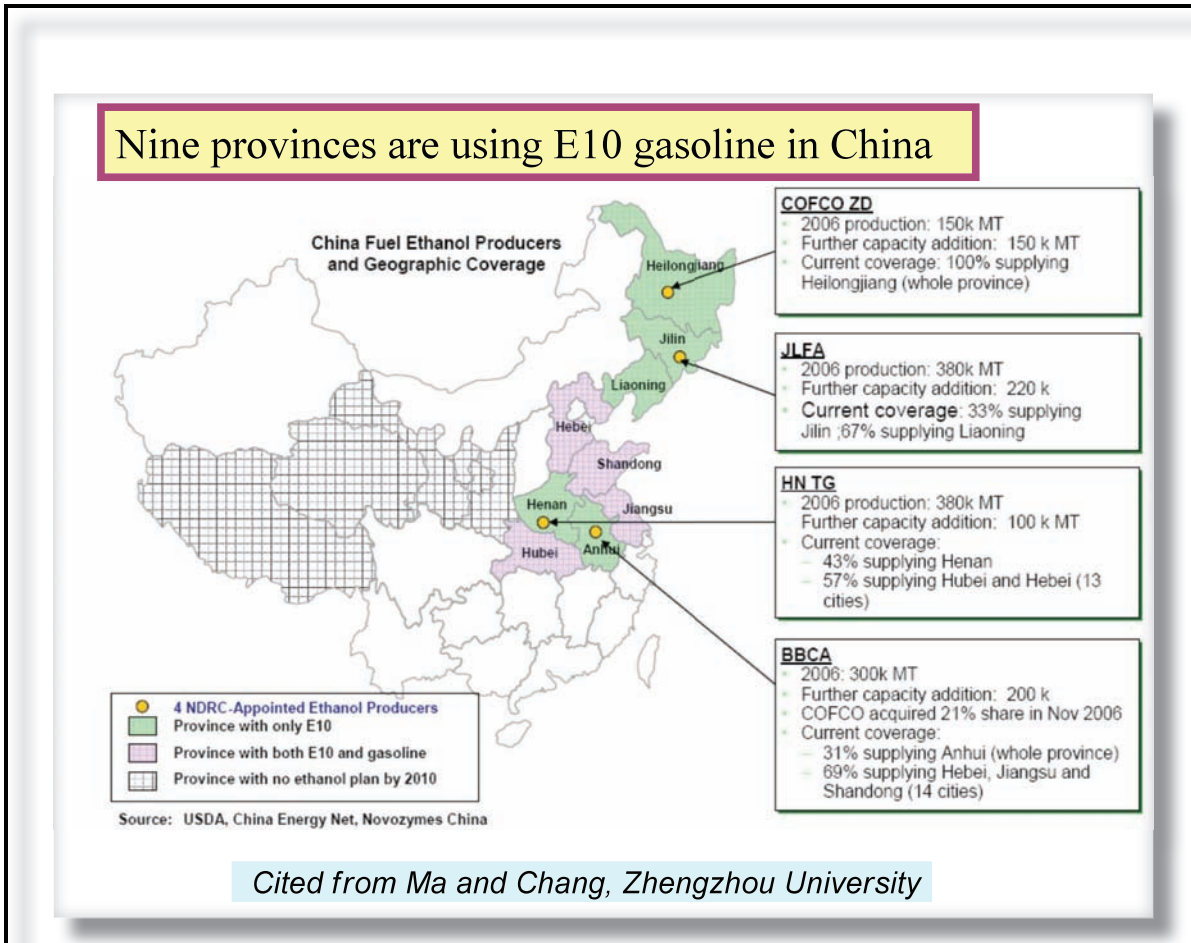 Nine provinces are using E10 gasoline in China
China Fuel Ethanol Producers
and Geographic Coverage
Heilongjiang
Jilin
Liaoning
Hebei
Shandong
Henan
Jiangsu
Anhui
Hubei
COFCO ZD
2006 production: 150k MT
Further capacity addition: 150 k MT
Current coverage: 100% supplying
Heilongjiang (whole province)
JLFA
2006 production: 380k MT
Further capacity addition: 220 k
Current coverage: 33% supplying
Jilin ;67% supplying Liaoning
HN TG
2006 production: 380k MT
Further capacity addition: 100 k MT
Current coverage:
43% supplying Henan
57% supplying Hubei and Hebei (13
cities)
BBCA
2006: 300k MT
Further capacity addition: 200 k
COFCO acquired 21% share in Nov 2006
Current coverage:
31% supplying Anhui (whole province)
69% supplying Hebei, Jiangsu and
Shandong (14 cities)
4 NDRC-Appointed Ethanol Producers
Province with only E10
Province with both E10 and gasoline
Province with no ethanol plan by 2010
Source: USDA, China Energy Net, Novozymes China
Cited from Ma and Chang, Zhengzhou University